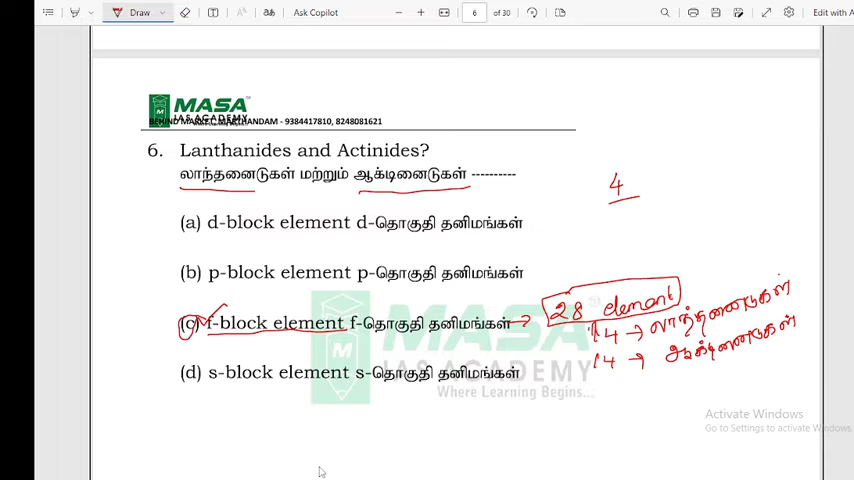 Draw
Ask Copilot
6
of 30
Edit with A
MASA
IAS ACADEMY
BEHIND MARKET, MARTHANDAM - 9384417810, 8248081621
6. Lanthanides and Actinides?
லாந்தனைடுகள் மற்றும் ஆக்டினைடுகள் ----------
4
(a) d-block element d-தொகுதி தனிமங்கள்
(b) p-block element p-தொகுதி தனிமங்கள்
(c) f-block element f-தொகுதி தனிமங்கள்
28 element
14 → லாந்தனைடுகள்
14 → ஆக்டினைடுகள்
(d) s-block element s-தொகுதி தனிமங்கள்
MASA
IAS ACADEMY
Where Learning Begins...
Activate Windows
Go to Settings to activate Windows.